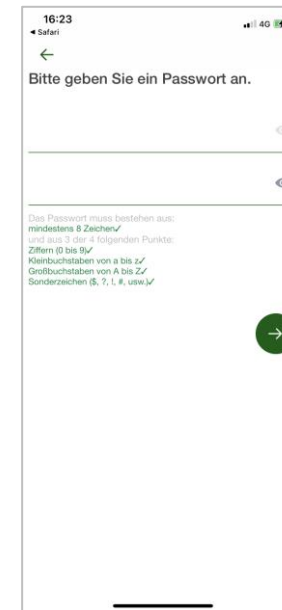 16:23
4G
◄ Safari
Bitte geben Sie ein Passwort an.
Das Passwort muss bestehen aus:
mindestens 8 Zeichen✓
und aus 3 der 4 folgenden Punkte:
Ziffern (0 bis 9)✓
Kleinbuchstaben von a bis z✓
Großbuchstaben von A bis Z✓
Sonderzeichen ($, ?, !, #, usw.)✓